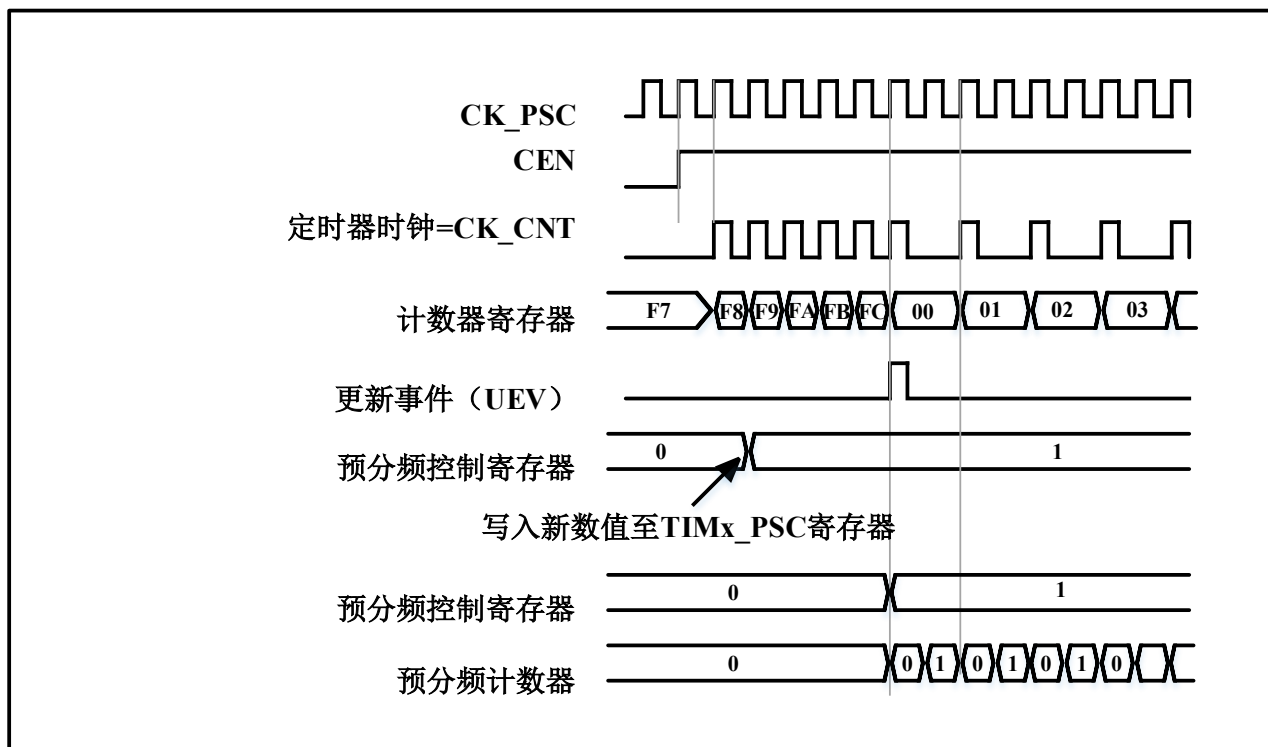 CK_PSC
CEN
定时器时钟=CK_CNT
计数器寄存器 F7 F8 F9 FA FB FC 00 01 02 03
更新事件（UEV）
预分频控制寄存器 0 1
写入新数值至TIMx_PSC寄存器
预分频控制寄存器 0 1
预分频计数器 0 0 1 0 1 0 1 0